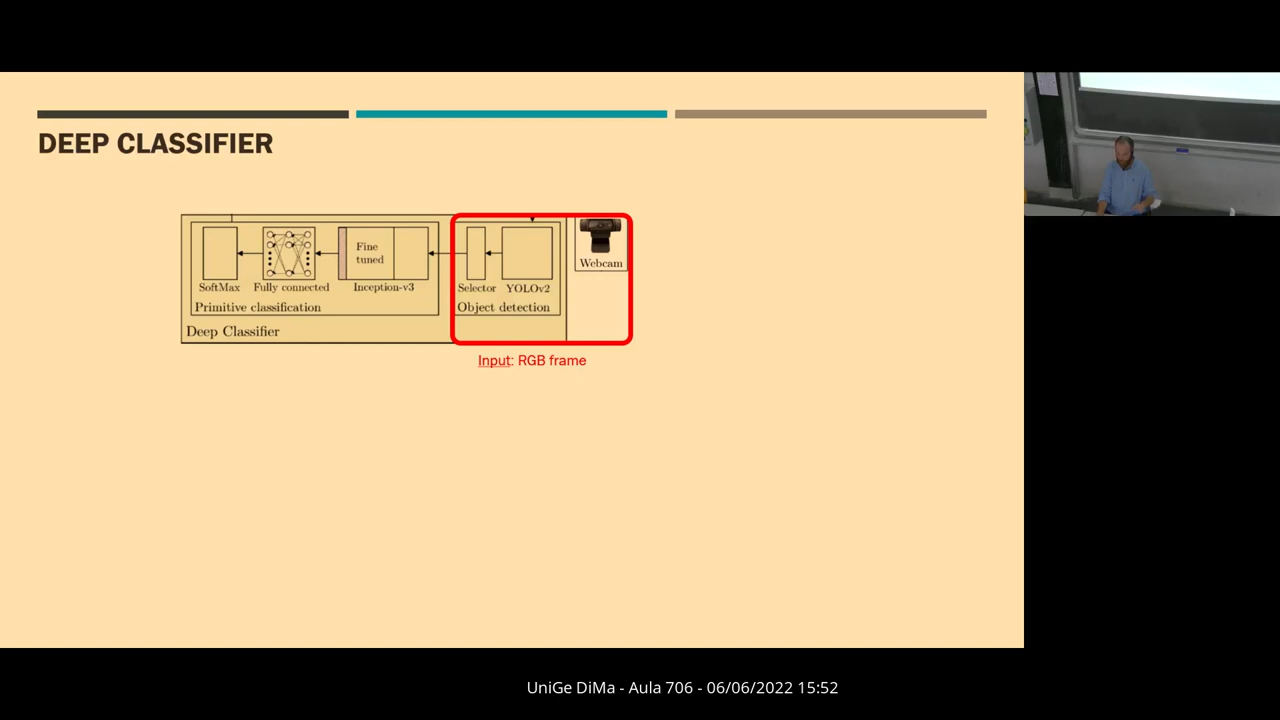 DEEP CLASSIFIER
Fine
tuned
Webcam
SoftMax Fully connected Inception-v3 Selector YOLOv2
Primitive classification Object detection
Deep Classifier
Input: RGB frame
UniGe DiMa - Aula 706 - 06/06/2022 15:52